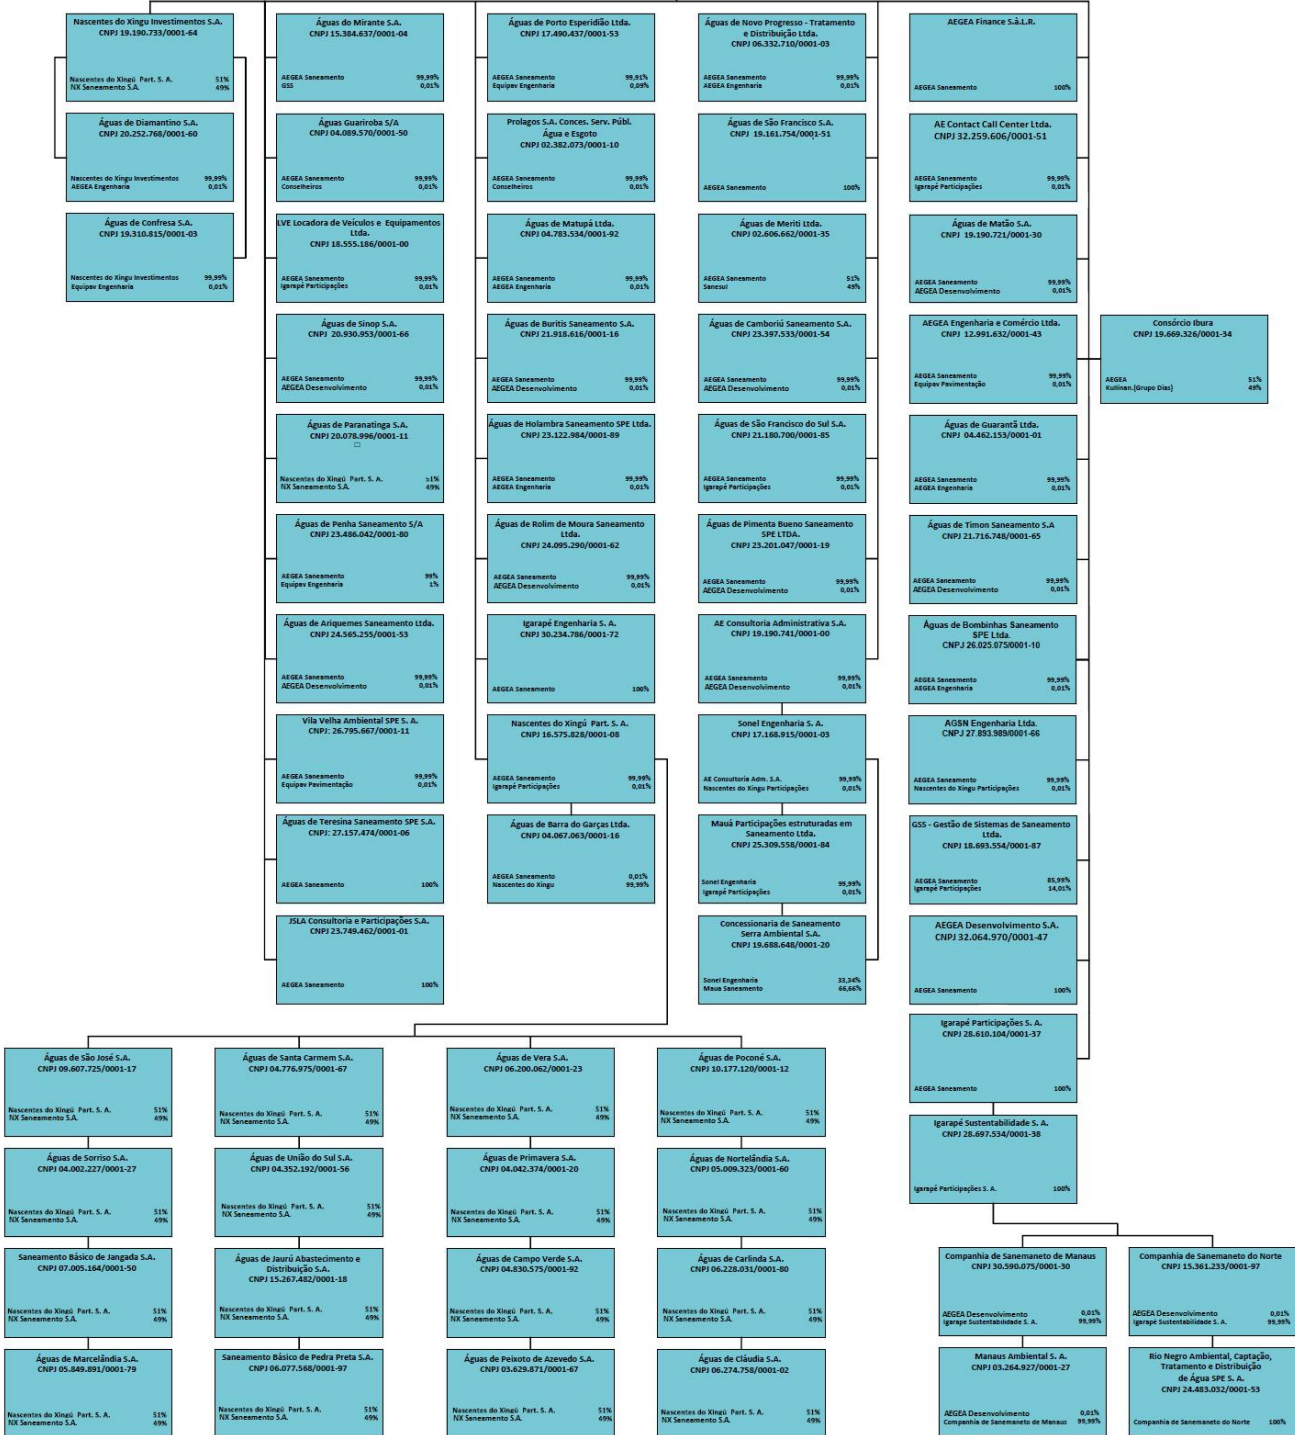 Nascentes do Xingu Investimentos S.A.
CNPJ 19.190.733/0001-64
Nascentes do Xingú Part. S. A. 51%
NX Saneamento S.A. 49%
Águas de Diamantino S.A.
CNPJ 20.252.768/0001-60
Nascentes do Xingu Investimentos 99,99%
AEGEA Engenharia 0,01%
Águas de Confresa S.A.
CNPJ 19.310.815/0001-03
Nascentes do Xingu Investimentos 99,99%
Equipav Engenharia 0,01%
Águas do Mirante S.A.
CNPJ 15.384.637/0001-04
AEGEA Saneamento 99,99%
GSS 0,01%
Águas Guariroba S/A
CNPJ 04.089.570/0001-50
AEGEA Saneamento 99,99%
Conselheiros 0,01%
LVE Locadora de Veículos e Equipamentos
Ltda.
CNPJ 18.555.186/0001-00
AEGEA Saneamento 99,99%
Igarapé Participações 0,01%
Águas de Sinop S.A.
CNPJ 20.930.953/0001-66
AEGEA Saneamento 99,99%
AEGEA Desenvolvimento 0,01%
Águas de Paranatinga S.A.
CNPJ 20.078.996/0001-11
Nascentes do Xingú Part. S. A. 51%
NX Saneamento S.A. 49%
Águas de Penha Saneamento S/A
CNPJ 23.486.042/0001-80
AEGEA Saneamento 99%
Equipav Engenharia 1%
Águas de Ariquemes Saneamento Ltda.
CNPJ 24.565.255/0001-53
AEGEA Saneamento 99,99%
AEGEA Desenvolvimento 0,01%
Vila Velha Ambiental SPE S. A.
CNPJ: 26.795.667/0001-11
AEGEA Saneamento 99,99%
Equipav Pavimentação 0,01%
Águas de Teresina Saneamento SPE S.A.
CNPJ: 27.157.474/0001-06
AEGEA Saneamento 100%
JSLA Consultoria e Participações S.A.
CNPJ 23.749.462/0001-01
AEGEA Saneamento 100%
Águas de Porto Esperidião Ltda.
CNPJ 17.490.437/0001-53
AEGEA Saneamento 99,91%
Equipav Engenharia 0,09%
Prolagos S.A. Conces. Serv. Públ.
Água e Esgoto
CNPJ 02.382.073/0001-10
AEGEA Saneamento 99,99%
Conselheiros 0,01%
Águas de Matupá Ltda.
CNPJ 04.783.534/0001-92
AEGEA Saneamento 99,99%
AEGEA Engenharia 0,01%
Águas de Buritis Saneamento S.A.
CNPJ 21.918.616/0001-16
AEGEA Saneamento 99,99%
AEGEA Desenvolvimento 0,01%
Águas de Holambra Saneamento SPE Ltda.
CNPJ 23.122.984/0001-89
AEGEA Saneamento 99,99%
AEGEA Engenharia 0,01%
Águas de Rolim de Moura Saneamento
Ltda.
CNPJ 24.095.290/0001-62
AEGEA Saneamento 99,99%
AEGEA Desenvolvimento 0,01%
Igarapé Engenharia S. A.
CNPJ 30.234.786/0001-72
AEGEA Saneamento 100%
Nascentes do Xingú Part. S. A.
CNPJ 16.575.828/0001-08
AEGEA Saneamento 99,99%
Igarapé Participações 0,01%
Águas de Barra do Garças Ltda.
CNPJ 04.067.063/0001-16
AEGEA Saneamento 0,01%
Nascentes do Xingu 99,99%
Águas de Novo Progresso - Tratamento
e Distribuição Ltda.
CNPJ 06.332.710/0001-03
AEGEA Saneamento 99,99%
AEGEA Engenharia 0,01%
Águas de São Francisco S.A.
CNPJ 19.161.754/0001-51
AEGEA Saneamento 100%
Águas de Meriti Ltda.
CNPJ 02.606.662/0001-35
AEGEA Saneamento 51%
Sanesul 49%
Águas de Camboriú Saneamento S.A.
CNPJ 23.397.533/0001-54
AEGEA Saneamento 99,99%
AEGEA Desenvolvimento 0,01%
Águas de São Francisco do Sul S.A.
CNPJ 21.180.700/0001-85
AEGEA Saneamento 99,99%
Igarapé Participações 0,01%
Águas de Pimenta Bueno Saneamento
SPE LTDA.
CNPJ 23.201.047/0001-19
AEGEA Saneamento 99,99%
AEGEA Desenvolvimento 0,01%
AE Consultoria Administrativa S.A.
CNPJ 19.190.741/0001-00
AEGEA Saneamento 99,99%
AEGEA Desenvolvimento 0,01%
Sonel Engenharia S. A.
CNPJ 17.168.915/0001-03
AE Consultoria Adm. S.A. 99,99%
Nascentes do Xingu Participações 0,01%
Mauá Participações estruturadas em
Saneamento Ltda.
CNPJ 25.309.558/0001-84
Sonel Engenharia 99,99%
Igarapé Participações 0,01%
Concessionaria de Saneamento
Serra Ambiental S.A.
CNPJ 19.688.648/0001-20
Sonel Engenharia 33,34%
Maua Saneamento 66,66%
AEGEA Finance S.à.L.R.
AEGEA Saneamento 100%
AE Contact Call Center Ltda.
CNPJ 32.259.606/0001-51
AEGEA Saneamento 99,99%
Igarapé Participações 0,01%
Águas de Matão S.A.
CNPJ 19.190.721/0001-30
AEGEA Saneamento 99,99%
AEGEA Desenvolvimento 0,01%
AEGEA Engenharia e Comércio Ltda.
CNPJ 12.991.632/0001-43
AEGEA Saneamento 99,99%
Equipav Pavimentação 0,01%
Consórcio Ibura
CNPJ 19.669.326/0001-34
AEGEA 51%
Kullinan.(Grupo Dias) 49%
Águas de Guarantã Ltda.
CNPJ 04.462.153/0001-01
AEGEA Saneamento 99,99%
AEGEA Engenharia 0,01%
Águas de Timon Saneamento S.A
CNPJ 21.716.748/0001-65
AEGEA Saneamento 99,99%
AEGEA Desenvolvimento 0,01%
Águas de Bombinhas Saneamento
SPE Ltda.
CNPJ 26.025.075/0001-10
AEGEA Saneamento 99,99%
AEGEA Engenharia 0,01%
AGSN Engenharia Ltda.
CNPJ 27.893.989/0001-66
AEGEA Saneamento 99,99%
Nascentes do Xingu Participações 0,01%
GSS - Gestão de Sistemas de Saneamento
Ltda.
CNPJ 18.693.554/0001-87
AEGEA Saneamento 85,99%
Igarapé Participações 14,01%
AEGEA Desenvolvimento S.A.
CNPJ 32.064.970/0001-47
AEGEA Saneamento 100%
Igarapé Participações S. A.
CNPJ 28.610.104/0001-37
AEGEA Saneamento 100%
Igarapé Sustentabilidade S. A.
CNPJ 28.697.534/0001-38
Igarapé Participações S. A. 100%
Companhia de Sanemaneto de Manaus
CNPJ 30.590.075/0001-30
AEGEA Desenvolvimento 0,01%
Igarape Sustentabilidade S. A. 99,99%
Companhia de Sanemaneto do Norte
CNPJ 15.361.233/0001-97
AEGEA Desenvolvimento 0,01%
Igarapé Sustentabilidade S. A. 99,99%
Manaus Ambiental S. A.
CNPJ 03.264.927/0001-27
AEGEA Desenvolvimento 0,01%
Companhia de Sanemaneto de Manaus 99,99%
Rio Negro Ambiental, Captação,
Tratamento e Distribuição
de Água SPE S. A.
CNPJ 24.483.032/0001-53
Companhia de Sanemaneto do Norte 100%
Águas de São José S.A.
CNPJ 09.607.725/0001-17
Nascentes do Xingú Part. S. A. 51%
NX Saneamento S.A. 49%
Águas de Sorriso S.A.
CNPJ 04.002.227/0001-27
Nascentes do Xingú Part. S. A. 51%
NX Saneamento S.A. 49%
Saneamento Básico de Jangada S.A.
CNPJ 07.005.164/0001-50
Nascentes do Xingú Part. S. A. 51%
NX Saneamento S.A. 49%
Águas de Marcelândia S.A.
CNPJ 05.849.891/0001-79
Nascentes do Xingú Part. S. A. 51%
NX Saneamento S.A. 49%
Águas de Santa Carmem S.A.
CNPJ 04.776.975/0001-67
Nascentes do Xingú Part. S. A. 51%
NX Saneamento S.A. 49%
Águas de União do Sul S.A.
CNPJ 04.352.192/0001-56
Nascentes do Xingú Part. S. A. 51%
NX Saneamento S.A. 49%
Águas de Jaurú Abastecimento e
Distribuição S.A.
CNPJ 15.267.482/0001-18
Nascentes do Xingú Part. S. A. 51%
NX Saneamento S.A. 49%
Saneamento Básico de Pedra Preta S.A.
CNPJ 06.077.568/0001-97
Nascentes do Xingú Part. S. A. 51%
NX Saneamento S.A. 49%
Águas de Vera S.A.
CNPJ 06.200.062/0001-23
Nascentes do Xingú Part. S. A. 51%
NX Saneamento S.A. 49%
Águas de Primavera S.A.
CNPJ 04.042.374/0001-20
Nascentes do Xingú Part. S. A. 51%
NX Saneamento S.A. 49%
Águas de Campo Verde S.A.
CNPJ 04.830.575/0001-92
Nascentes do Xingú Part. S. A. 51%
NX Saneamento S.A. 49%
Águas de Peixoto de Azevedo S.A.
CNPJ 03.629.871/0001-67
Nascentes do Xingú Part. S. A. 51%
NX Saneamento S.A. 49%
Águas de Poconé S.A.
CNPJ 10.177.120/0001-12
Nascentes do Xingú Part. S. A. 51%
NX Saneamento S.A. 49%
Águas de Nortelândia S.A.
CNPJ 05.009.323/0001-60
Nascentes do Xingú Part. S. A. 51%
NX Saneamento S.A. 49%
Águas de Carlinda S.A.
CNPJ 06.228.031/0001-80
Nascentes do Xingú Part. S. A. 51%
NX Saneamento S.A. 49%
Águas de Cláudia S.A.
CNPJ 06.274.758/0001-02
Nascentes do Xingú Part. S. A. 51%
NX Saneamento S.A. 49%